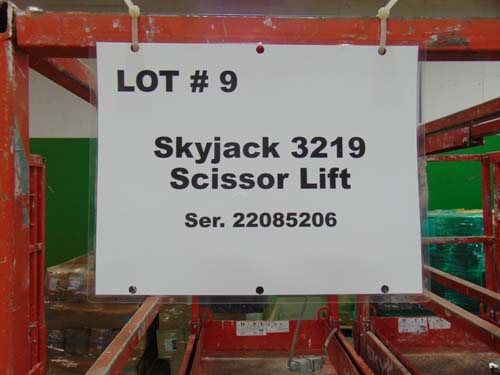 LOT # 9
Skyjack 3219
Scissor Lift
Ser. 22085206